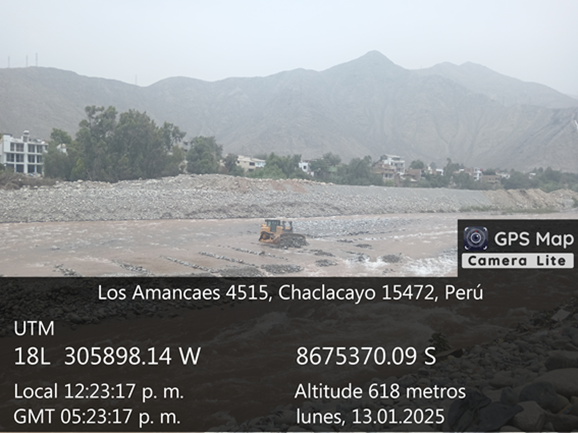 GPS Map
Camera Lite
Los Amancaes 4515, Chaclacayo 15472, Perú
UTM
18L 305898.14 W 8675370.09 S
Local 12:23:17 p. m. Altitude 618 metros
GMT 05:23:17 p. m. lunes, 13.01.2025